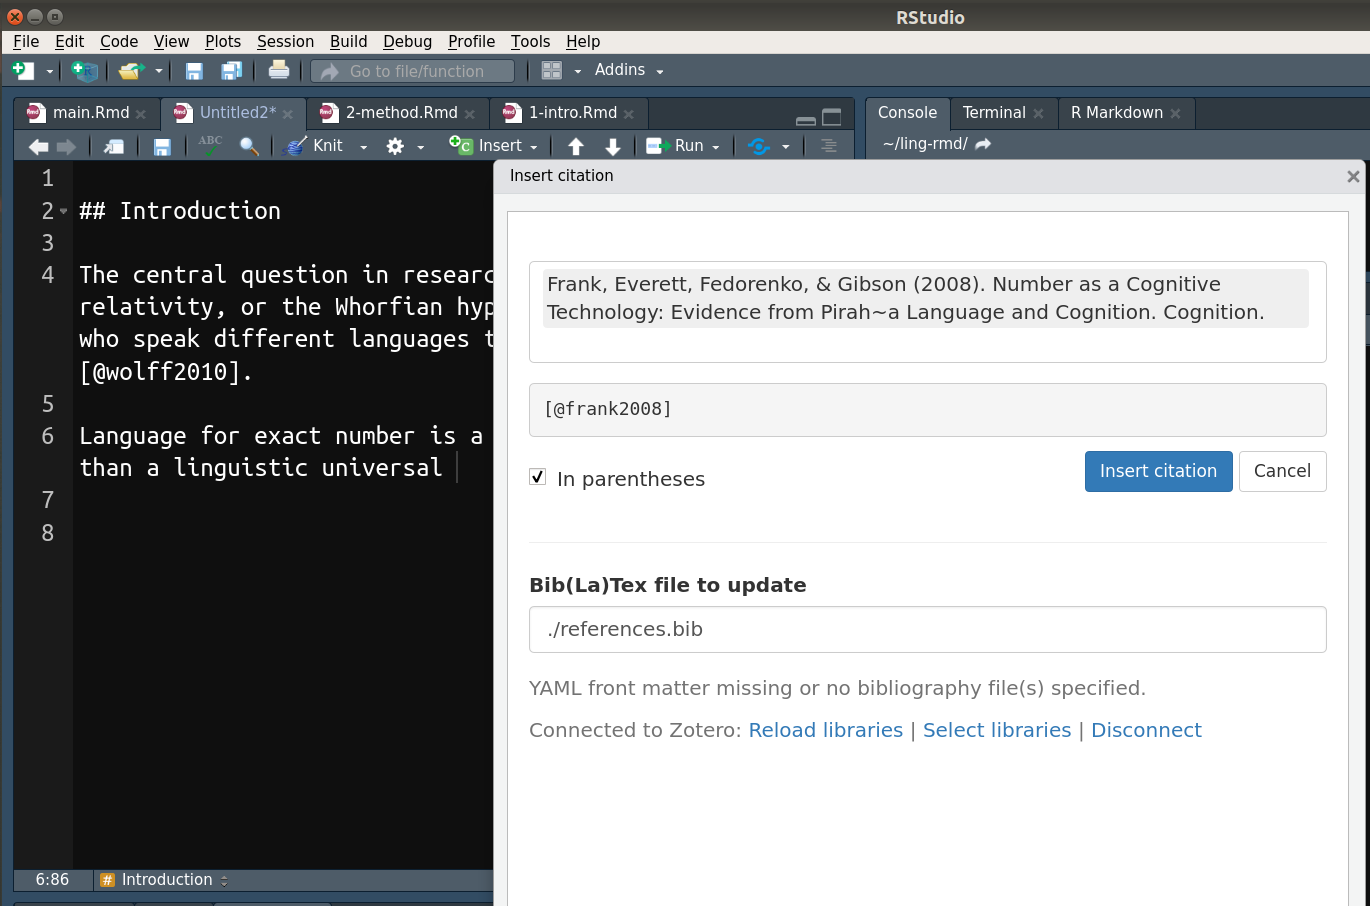 RStudio
File Edit Code View Plots Session Build Debug Profile Tools Help
Go to file/function Addins
main.Rmd Untitled2* 2-method.Rmd 1-intro.Rmd
Console Terminal R Markdown
ABC Knit Insert Run
~/ling-rmd/
Insert citation
1
2 ## Introduction
3
4 The central question in researc
relativity, or the Whorfian hyp
who speak different languages t
[@wolff2010].
5
6 Language for exact number is a
than a linguistic universal
7
8
Frank, Everett, Fedorenko, & Gibson (2008). Number as a Cognitive
Technology: Evidence from Pirah~a Language and Cognition. Cognition.
[@frank2008]
In parentheses
Insert citation Cancel
Bib(La)Tex file to update
./references.bib
YAML front matter missing or no bibliography file(s) specified.
Connected to Zotero: Reload libraries | Select libraries | Disconnect
6:86 # Introduction